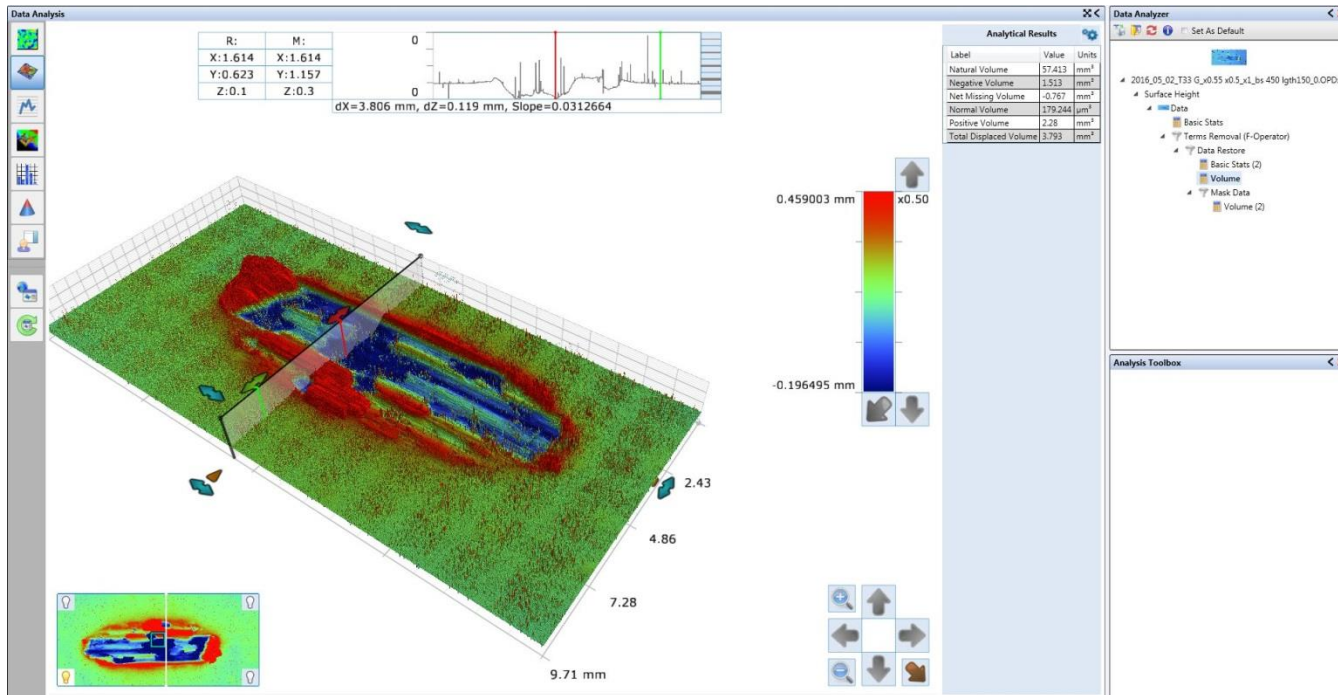 Data Analysis
R: M:
X:1.614 X:1.614
Y:0.623 Y:1.157
Z:0.1 Z:0.3
0
0
dX=3.806 mm, dZ=0.119 mm, Slope=0.0312664
Analytical Results
Label Value Units
Natural Volume 57.413 mm³
Negative Volume 1.513 mm³
Net Missing Volume -0.767 mm³
Normal Volume 179.244 µm³
Positive Volume 2.28 mm³
Total Displaced Volume 3.793 mm³
0.459003 mm x0.50
-0.196495 mm
2.43
4.86
7.28
9.71 mm
Data Analyzer
Set As Default
2016_05_02_T33 G_x0.55 x0.5_x1_bs 450 lgth150_0.OPD
Surface Height
Data
Basic Stats
Terms Removal (F-Operator)
Data Restore
Basic Stats (2)
Volume
Mask Data
Volume (2)
Analysis Toolbox